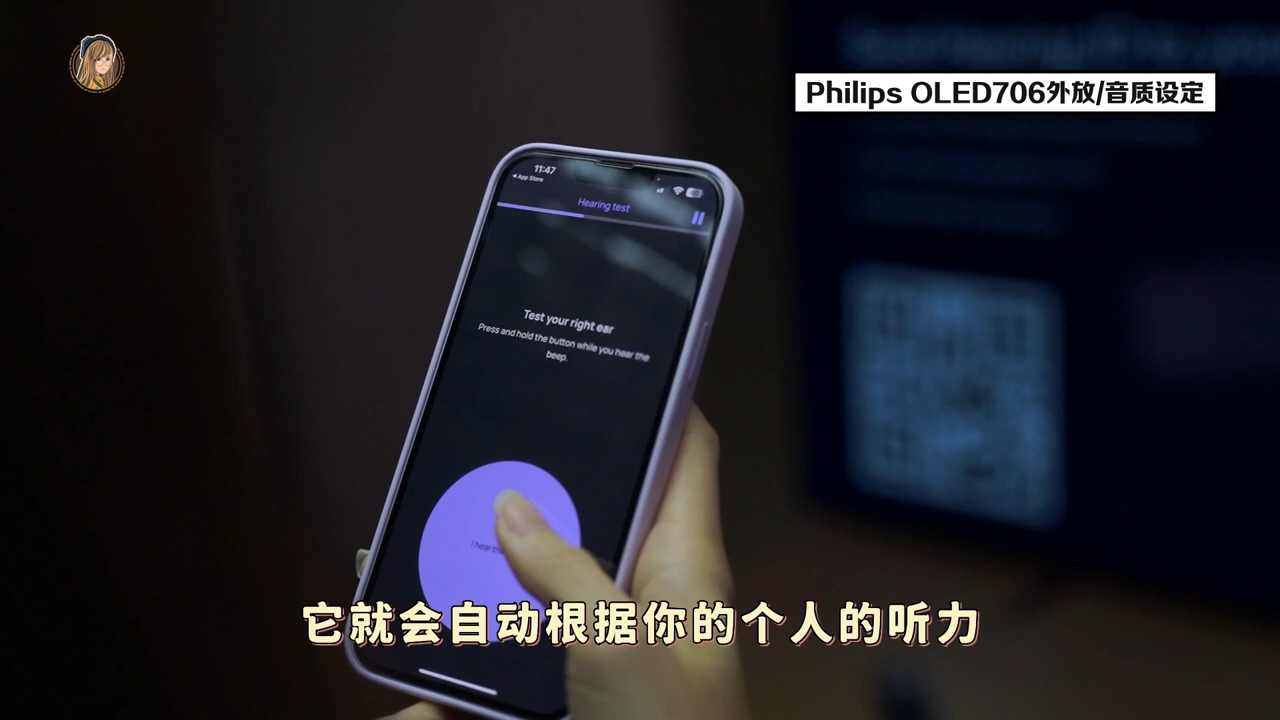 Philips OLED706外放/音质设定
11:47
App Store
Hearing test
Test your right ear
Press and hold the button while you hear the
beep.
I hear
它就会自动根据你的个人的听力